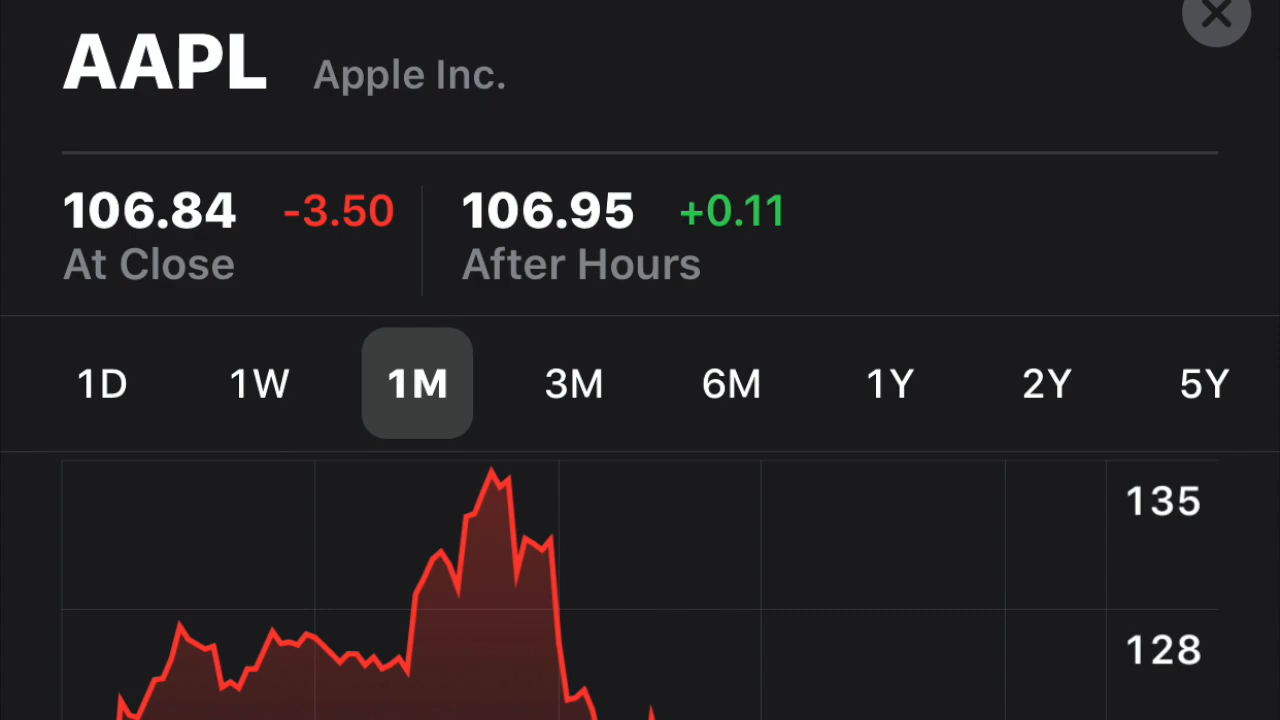 AAPL Apple Inc.
106.84 -3.50 106.95 +0.11
At Close After Hours
1D 1W 1M 3M 6M 1Y 2Y 5Y
135
128